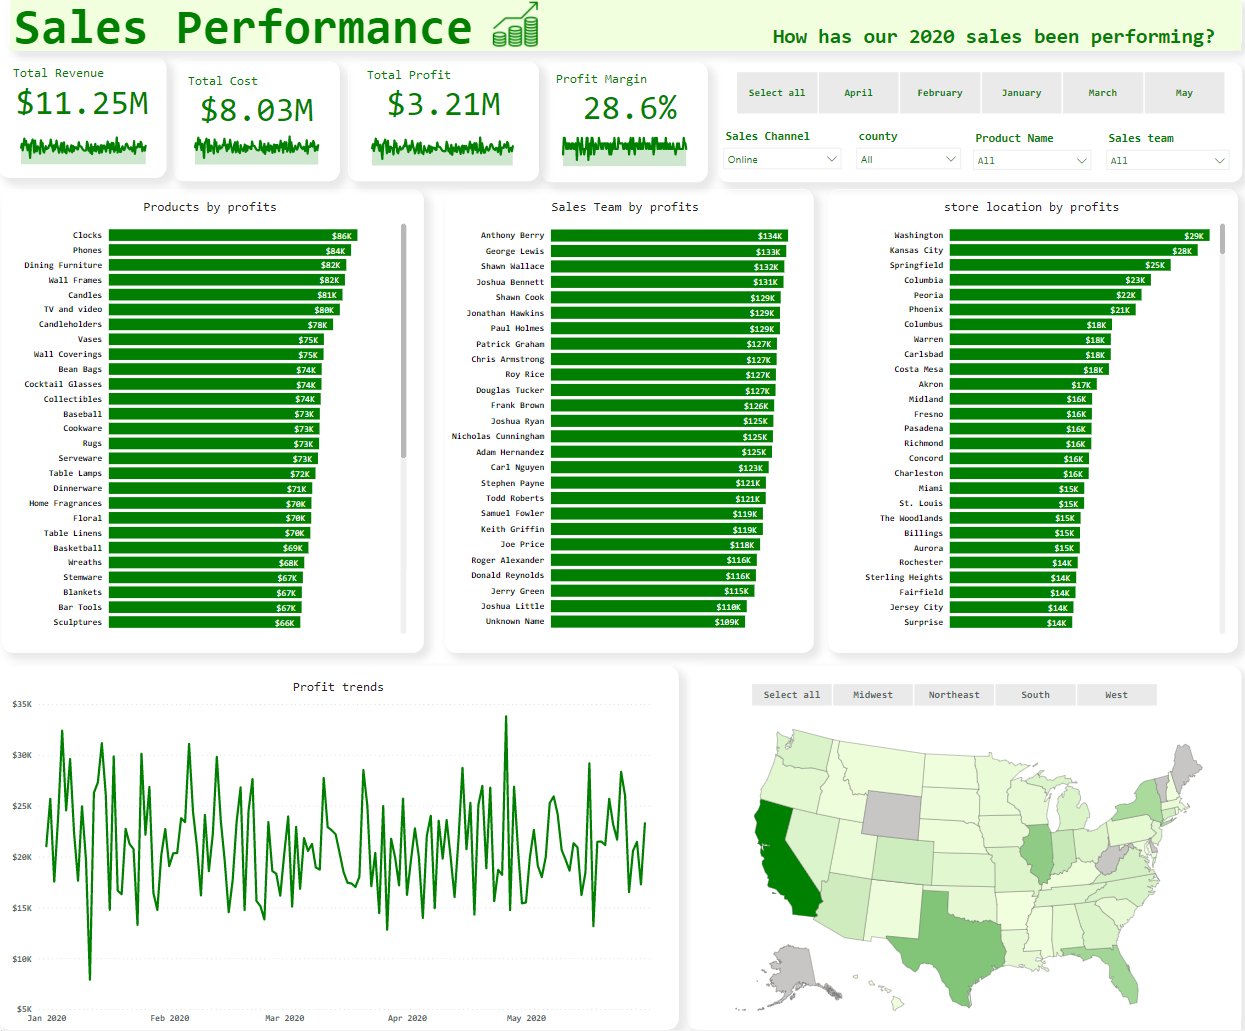 Sales Performance
How has our 2020 sales been performing?
Total Revenue
$11.25M
Total Cost
$8.03M
Total Profit
$3.21M
Profit Margin
28.6%
Select all April February January March May
Sales Channel county Product Name Sales team
Online All All All
Products by profits
Clocks $86K
Phones $84K
Dining Furniture $82K
Wall Frames $82K
Candles $81K
TV and video $80K
Candleholders $78K
Vases $75K
Wall Coverings $75K
Bean Bags $74K
Cocktail Glasses $74K
Collectibles $74K
Baseball $73K
Cookware $73K
Rugs $73K
Serveware $73K
Table Lamps $72K
Dinnerware $71K
Home Fragrances $70K
Floral $70K
Table Linens $70K
Basketball $69K
Wreaths $68K
Stemware $67K
Blankets $67K
Bar Tools $67K
Sculptures $66K
Sales Team by profits
Anthony Berry $134K
George Lewis $133K
Shawn Wallace $132K
Joshua Bennett $131K
Shawn Cook $129K
Jonathan Hawkins $129K
Paul Holmes $129K
Patrick Graham $127K
Chris Armstrong $127K
Roy Rice $127K
Douglas Tucker $127K
Frank Brown $126K
Joshua Ryan $125K
Nicholas Cunningham $125K
Adam Hernandez $125K
Carl Nguyen $123K
Stephen Payne $121K
Todd Roberts $121K
Samuel Fowler $119K
Keith Griffin $119K
Joe Price $118K
Roger Alexander $116K
Donald Reynolds $116K
Jerry Green $115K
Joshua Little $110K
Unknown Name $109K
store location by profits
Washington $29K
Kansas City $28K
Springfield $25K
Columbia $23K
Peoria $22K
Phoenix $21K
Columbus $18K
Warren $18K
Carlsbad $18K
Costa Mesa $18K
Akron $17K
Midland $16K
Fresno $16K
Pasadena $16K
Richmond $16K
Concord $16K
Charleston $16K
Miami $15K
St. Louis $15K
The Woodlands $15K
Billings $15K
Aurora $15K
Rochester $14K
Sterling Heights $14K
Fairfield $14K
Jersey City $14K
Surprise $14K
Profit trends
$35K
$30K
$25K
$20K
$15K
$10K
$5K
Jan 2020 Feb 2020 Mar 2020 Apr 2020 May 2020
Select all Midwest Northeast South West